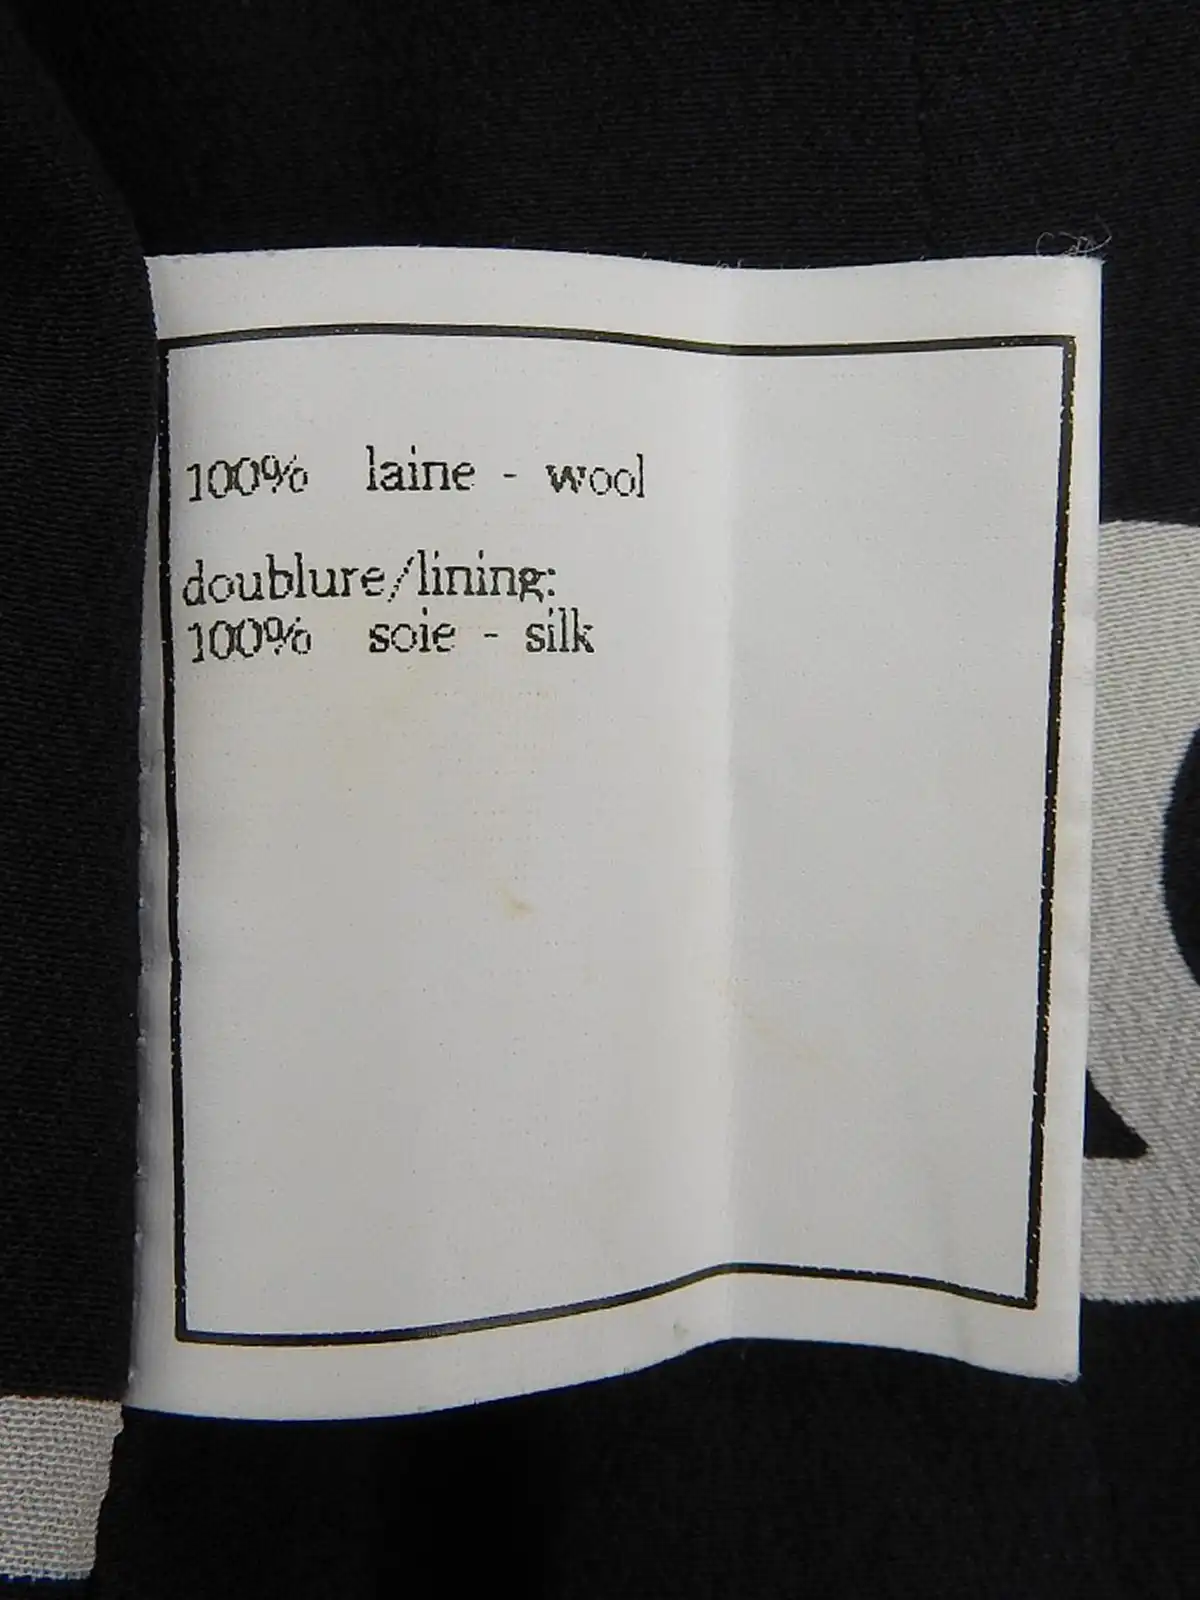 100% laine - wool
doublure/lining:
100% soie - silk